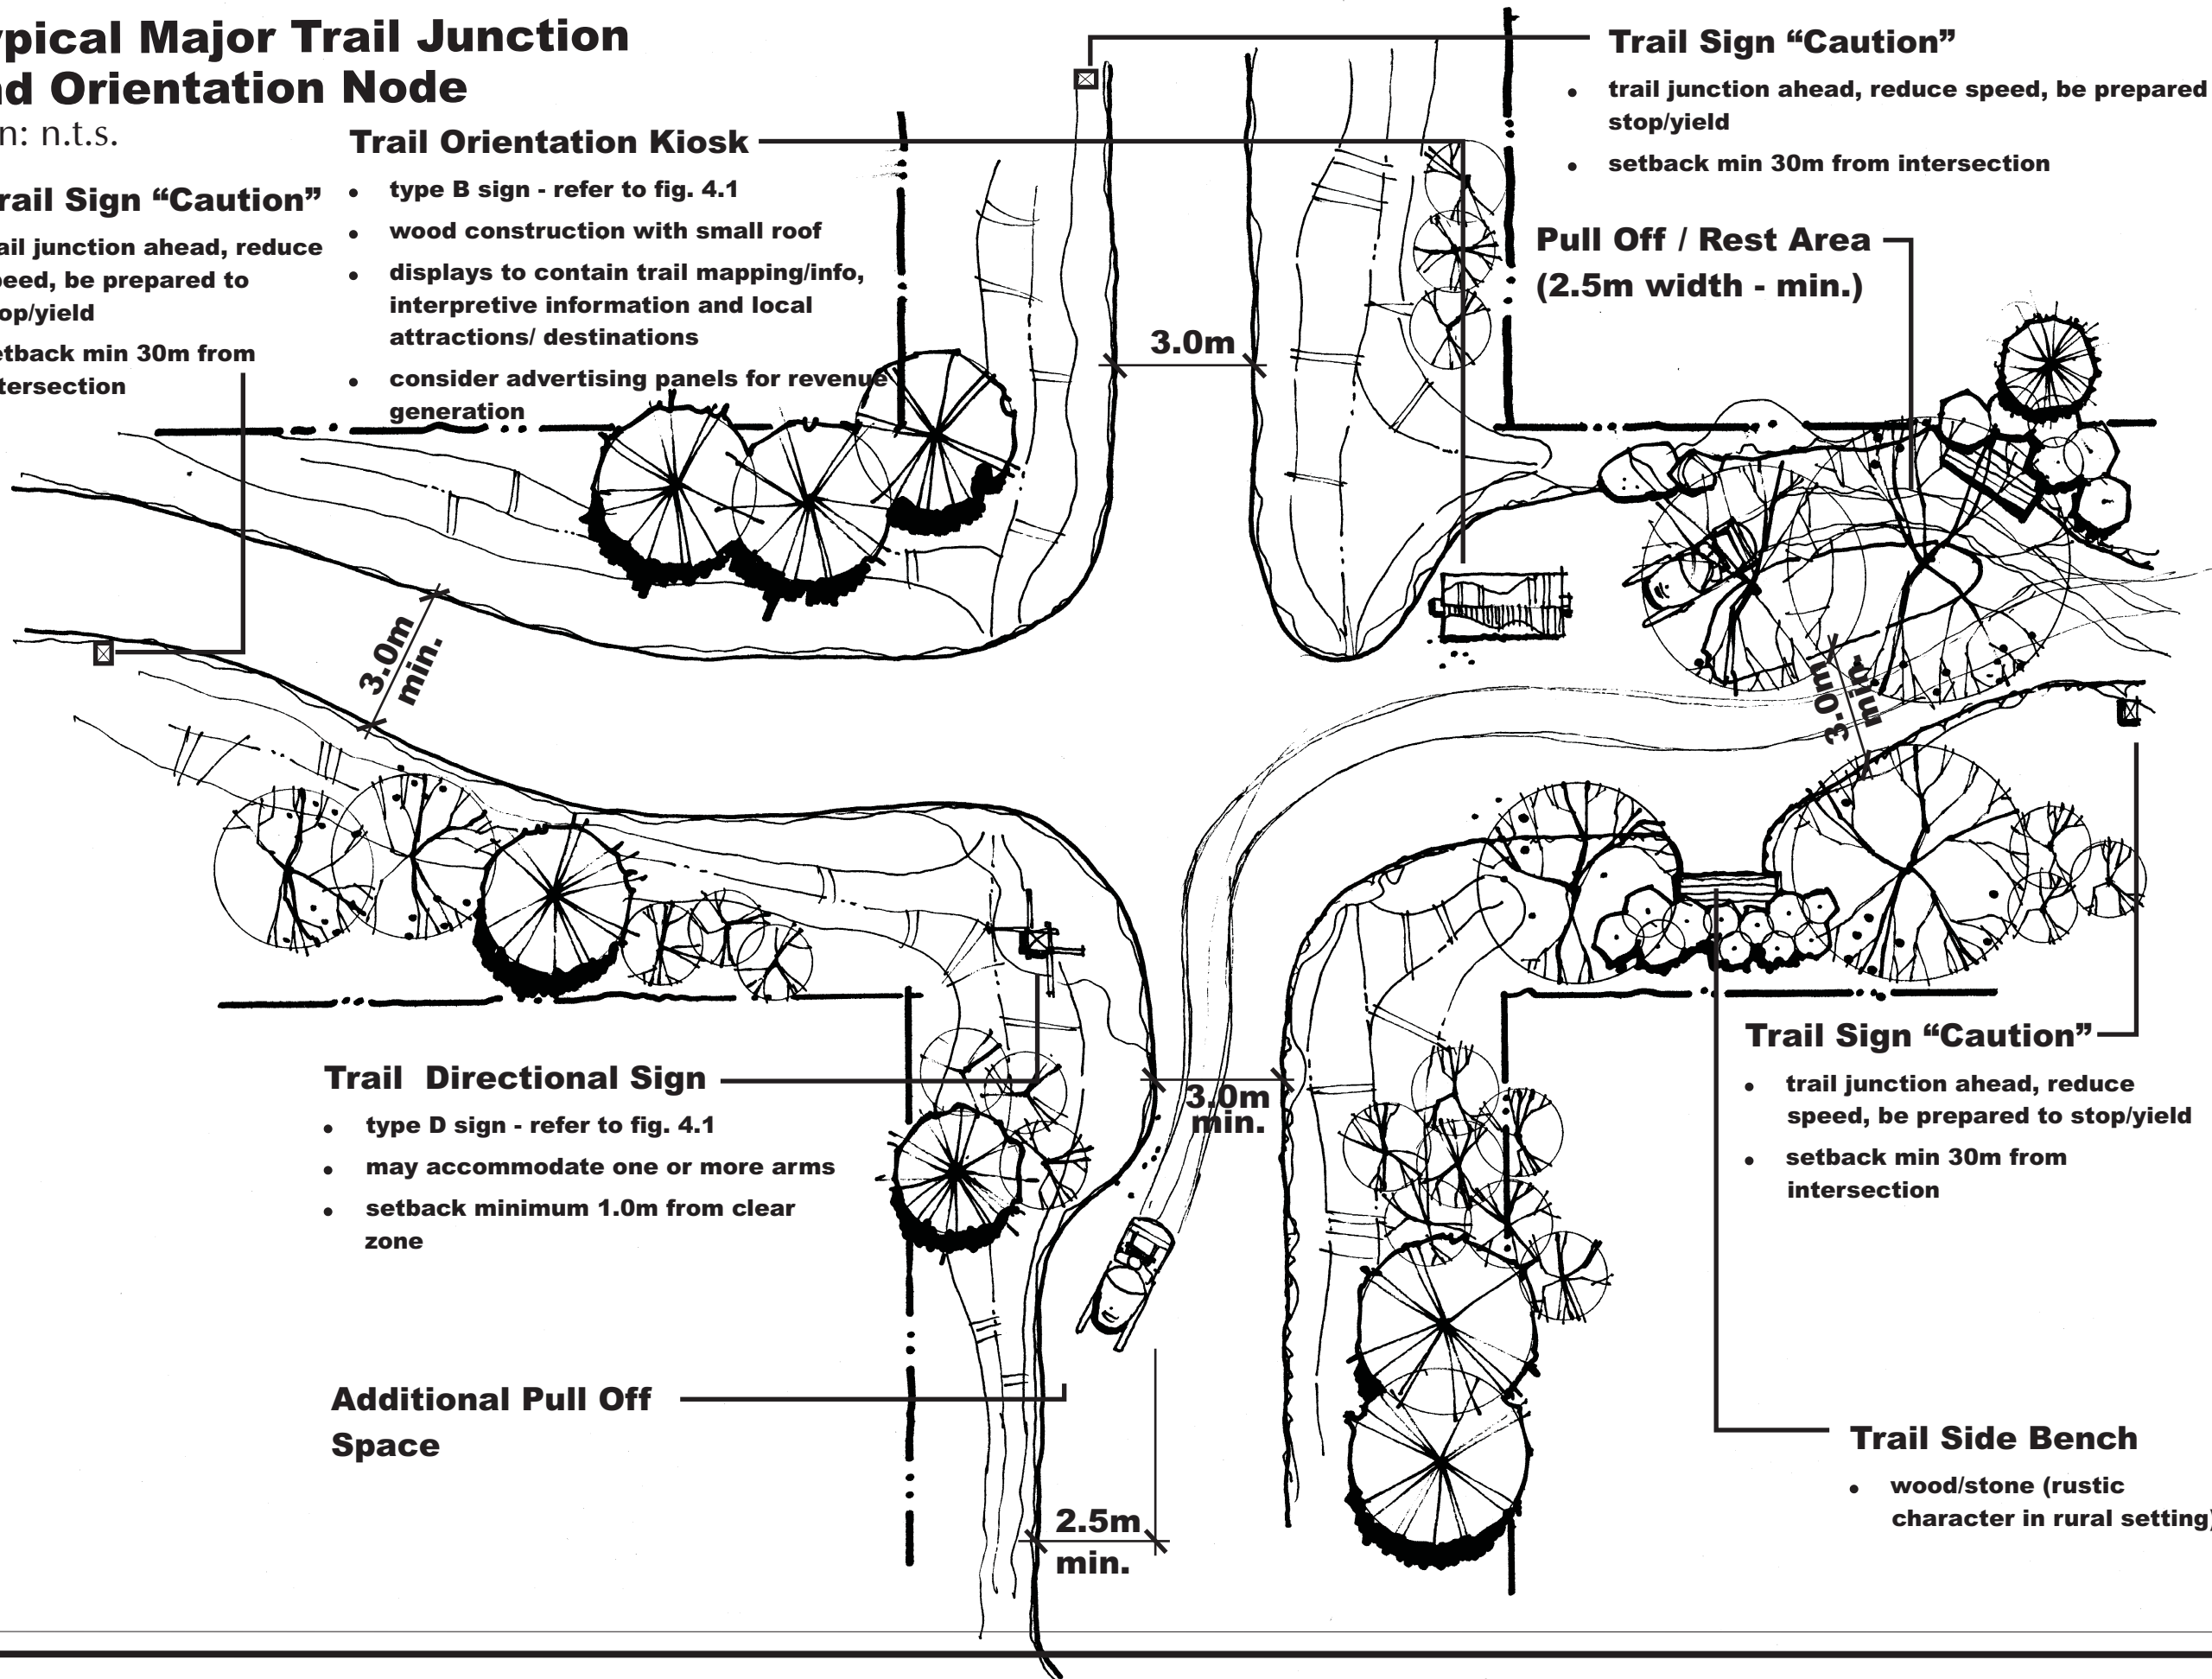 ypical Major Trail Junction
nd Orientation Node
n: n.t.s.
rail Sign “Caution”
ail junction ahead, reduce
peed, be prepared to
op/yield
etback min 30m from
tersection
Trail Orientation Kiosk
• type B sign - refer to fig. 4.1
• wood construction with small roof
• displays to contain trail mapping/info,
interpretive information and local
attractions/ destinations
• consider advertising panels for revenue
generation
Trail Sign “Caution”
• trail junction ahead, reduce speed, be prepared
stop/yield
• setback min 30m from intersection
Pull Off / Rest Area
(2.5m width - min.)
3.0m
3.0m
min.
3.0m
min.
Trail Directional Sign
• type D sign - refer to fig. 4.1
• may accommodate one or more arms
• setback minimum 1.0m from clear
zone
3.0m
min.
Trail Sign “Caution”
• trail junction ahead, reduce
speed, be prepared to stop/yield
• setback min 30m from
intersection
Additional Pull Off
Space
2.5m
min.
Trail Side Bench
• wood/stone (rustic
character in rural setting)